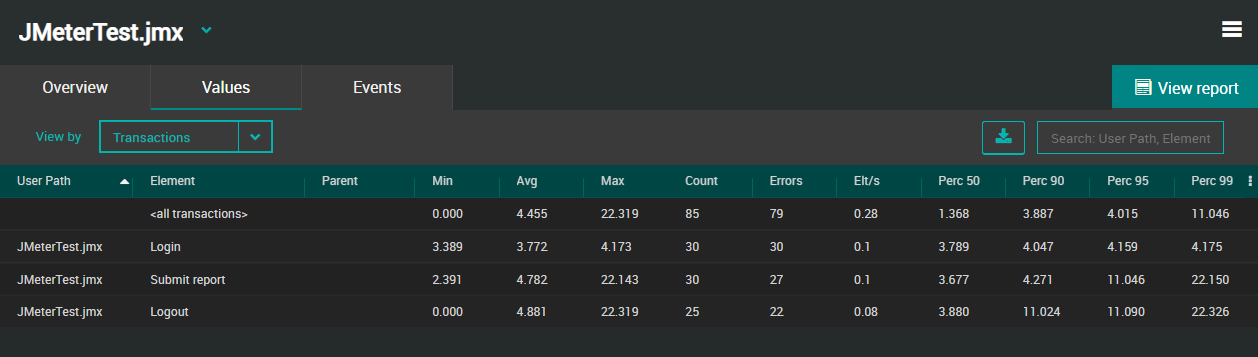 JMeterTest.jmx
Overview Values Events View report
View by Transactions Search: User Path, Element
User Path Element Parent Min Avg Max Count Errors Elt/s Perc 50 Perc 90 Perc 95 Perc 99
<all transactions> 0.000 4.455 22.319 85 79 0.28 1.368 3.887 4.015 11.046
JMeterTest.jmx Login 3.389 3.772 4.173 30 30 0.1 3.789 4.047 4.159 4.175
JMeterTest.jmx Submit report 2.391 4.782 22.143 30 27 0.1 3.677 4.271 11.046 22.150
JMeterTest.jmx Logout 0.000 4.881 22.319 25 22 0.08 3.880 11.024 11.090 22.326